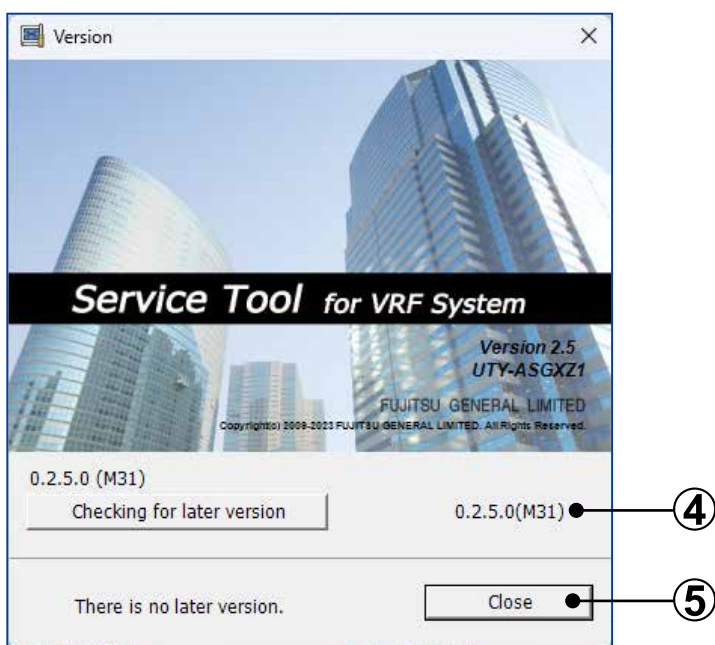 Version
Service Tool for VRF System
Version 2.5
UTY-ASGXZ1
FUJITSU GENERAL LIMITED
Copyright(c) 2009-2023 FUJITSU GENERAL LIMITED. All Rights Reserved.
0.2.5.0 (M31)
Checking for later version 0.2.5.0(M31) 4
There is no later version. Close 5